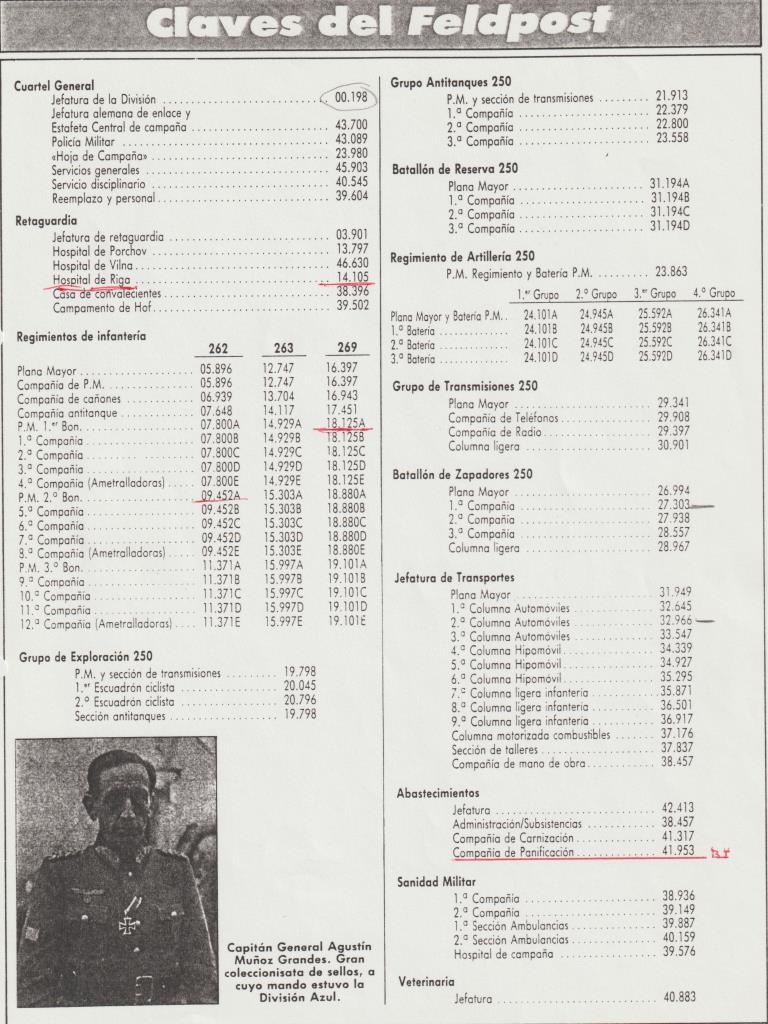 Claves del Feldpost
Cuartel General
Jefatura de la División 00.198
Jefatura alemana de enlace y
Estafeta Central de campaña 43.700
Policía Militar 43.089
«Hoja de Campaña» 23.980
Servicios generales 45.903
Servicio disciplinario 40.545
Reemplazo y personal 39.604
Retaguardia
Jefatura de retaguardia 03.901
Hospital de Porchov 13.797
Hospital de Vilna 46.630
Hospital de Riga 14.105
Casa de convalecientes 38.396
Campamento de Hof 39.502
Regimientos de infantería
262 263 269
Plana Mayor 05.896 12.747 16.397
Compañía de P.M. 05.896 12.747 16.397
Compañía de cañones 06.939 13.704 16.943
Compañía antitanque 07.648 14.117 17.451
P.M. 1.er Bon. 07.800A 14.929A 18.125A
1.ª Compañía 07.800B 14.929B 18.125B
2.ª Compañía 07.800C 14.929C 18.125C
3.ª Compañía 07.800D 14.929D 18.125D
4.ª Compañía (Ametralladoras) 07.800E 14.929E 18.125E
P.M. 2.º Bon. 09.452A 15.303A 18.880A
5.ª Compañía 09.452B 15.303B 18.880B
6.ª Compañía 09.452C 15.303C 18.880C
7.ª Compañía 09.452D 15.303D 18.880D
8.ª Compañía (Ametralladoras) 09.452E 15.303E 18.880E
P.M. 3.º Bon. 11.371A 15.997A 19.101A
9.ª Compañía 11.371B 15.997B 19.101B
10.ª Compañía 11.371C 15.997C 19.101C
11.ª Compañía 11.371D 15.997D 19.101D
12.ª Compañía (Ametralladoras) 11.371E 15.997E 19.101E
Grupo de Exploración 250
P.M. y sección de transmisiones 19.798
1.er Escuadrón ciclista 20.045
2.º Escuadrón ciclista 20.796
Sección antitanques 19.798
Capitán General Agustín
Muñoz Grandes. Gran
coleccionisata de sellos, a
cuyo mando estuvo la
División Azul.
Grupo Antitanques 250
P.M. y sección de transmisiones 21.913
1.ª Compañía 22.379
2.ª Compañía 22.800
3.ª Compañía 23.558
Batallón de Reserva 250
Plana Mayor 31.194A
1.ª Compañía 31.194B
2.ª Compañía 31.194C
3.ª Compañía 31.194D
Regimiento de Artillería 250
P.M. Regimiento y Batería P.M. 23.863
1.er Grupo 2.º Grupo 3.er Grupo 4.º Grupo
Plana Mayor y Batería P.M. 24.101A 24.945A 25.592A 26.341A
1.ª Batería 24.101B 24.945B 25.592B 26.341B
2.ª Batería 24.101C 24.945C 25.592C 26.341C
3.ª Batería 24.101D 24.945D 25.592D 26.341D
Grupo de Transmisiones 250
Plana Mayor 29.341
Compañía de Teléfonos 29.908
Compañía de Radio 29.397
Columna ligera 30.901
Batallón de Zapadores 250
Plana Mayor 26.994
1.ª Compañía 27.303
2.ª Compañía 27.938
3.ª Compañía 28.557
Columna ligera 28.967
Jefatura de Transportes
Plana Mayor 31.949
1.ª Columna Automóviles 32.645
2.ª Columna Automóviles 32.966
3.ª Columna Automóviles 33.547
4.ª Columna Hipomóvil 34.339
5.ª Columna Hipomóvil 34.927
6.ª Columna Hipomóvil 35.295
7.ª Columna ligera infantería 35.871
8.ª Columna ligera infantería 36.501
9.ª Columna ligera infantería 36.917
Columna motorizada combustibles 37.176
Sección de talleres 37.837
Compañía de mano de obra 38.457
Abastecimientos
Jefatura 42.413
Administración/Subsistencias 38.457
Compañía de Carnización 41.317
Compañía de Panificación 41.953
Sanidad Militar
1.ª Compañía 38.936
2.ª Compañía 39.149
1.ª Sección Ambulancias 39.887
2.ª Sección Ambulancias 40.159
Hospital de campaña 39.576
Veterinaria
Jefatura 40.883